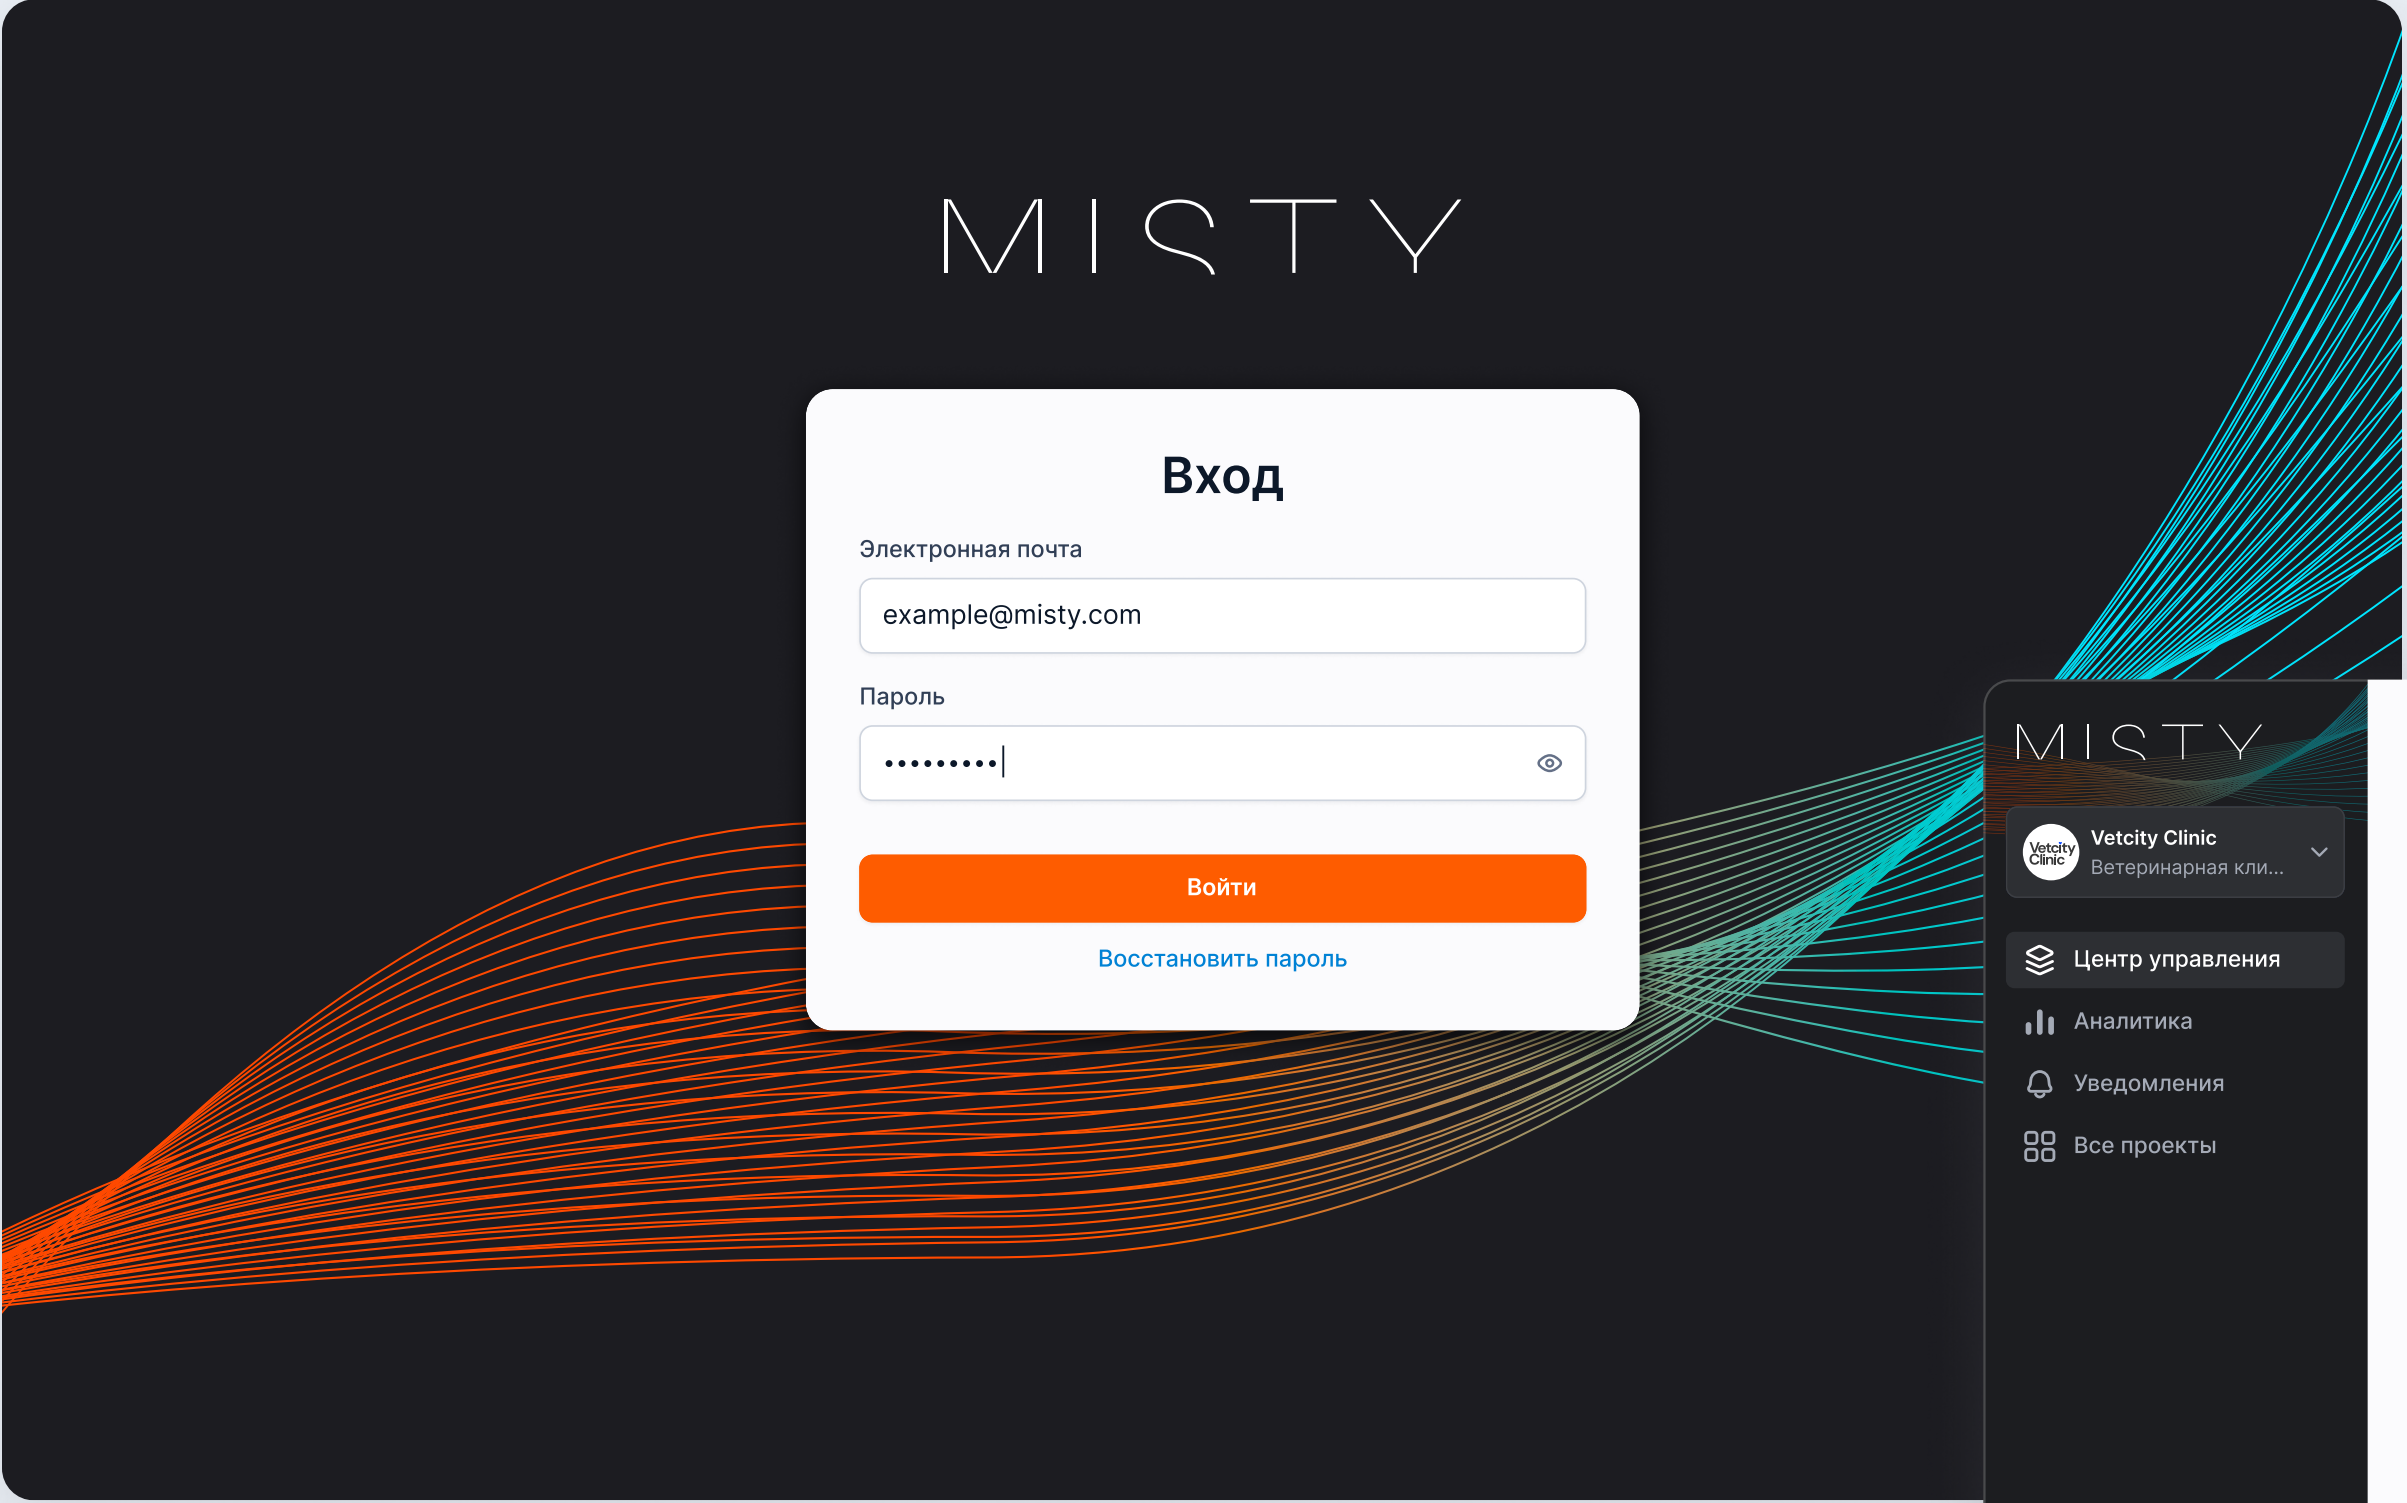 MISTY
Вход
Электронная почта
example@misty.com
Пароль
•••••••••
Войти
Восстановить пароль
MISTY
Vetcity Clinic
Vetcity Clinic
Ветеринарная кли...
Центр управления
Аналитика
Уведомления
Все проекты